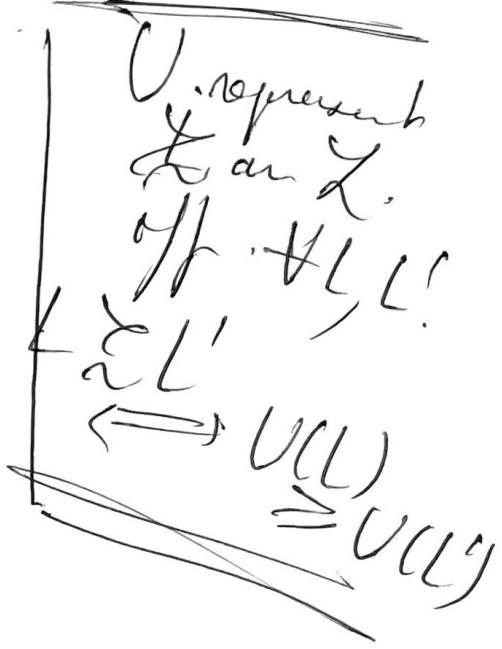 U represents
≿ on ℒ.
iff ∀L, L'.
L ≿ L'
⟺ U(L)
≥ U(L')